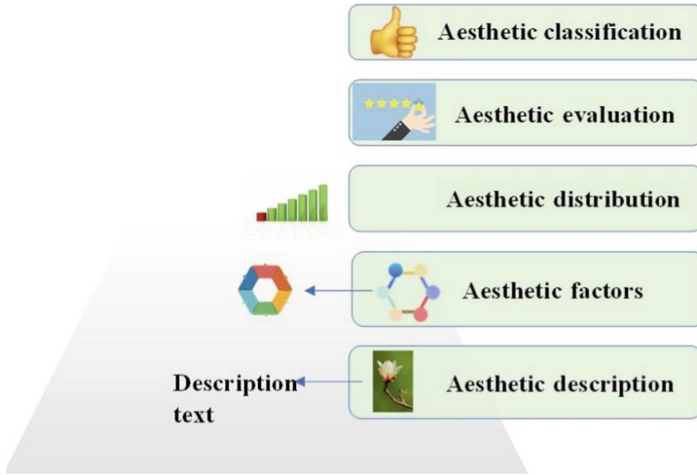 Aesthetic classification
Aesthetic evaluation
Aesthetic distribution
Aesthetic factors
Aesthetic description
Description
text